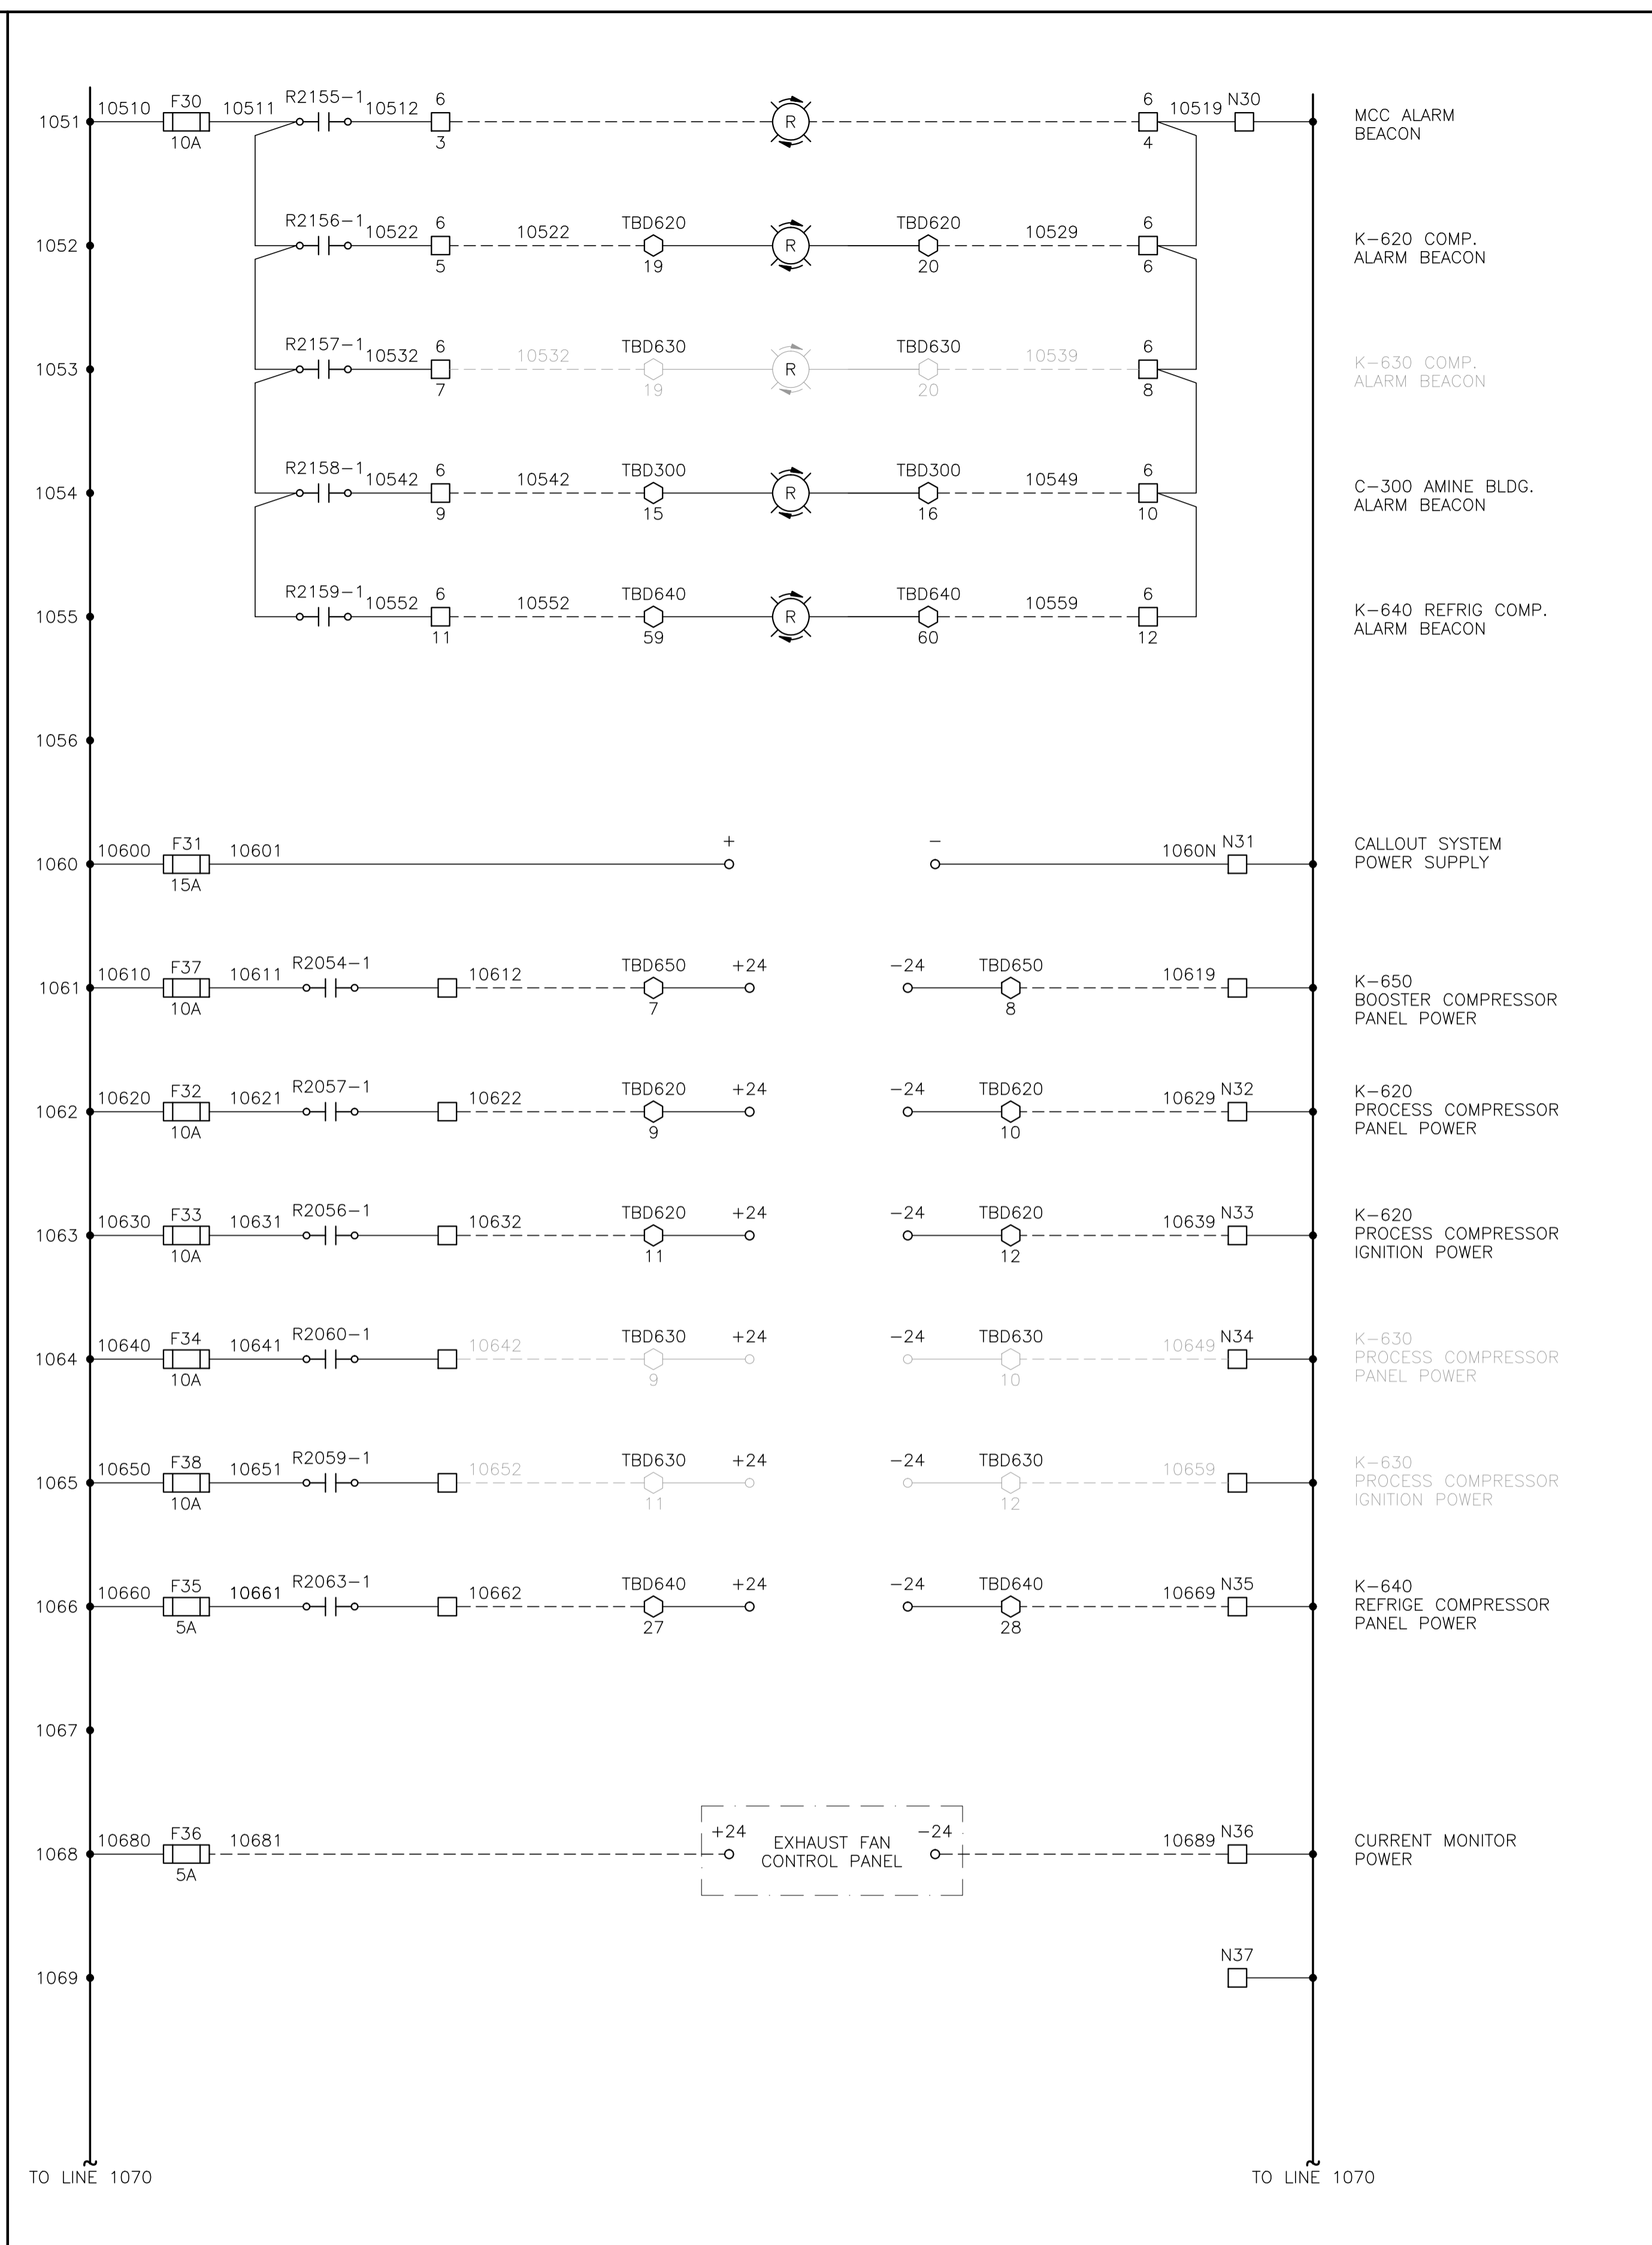 10510 F30 10511 R2155-1 10512 6 6 10519 N30
1051 R MCC ALARM
10A 3 4 BEACON
R2156-1 10522 6 10522 TBD620 TBD620 10529 6
1052 R K-620 COMP.
5 19 20 6 ALARM BEACON
R2157-1 10532 6 10532 TBD630 TBD630 10539 6
1053 R K-630 COMP.
7 19 20 8 ALARM BEACON
R2158-1 10542 6 10542 TBD300 TBD300 10549 6
1054 R C-300 AMINE BLDG.
9 15 16 10 ALARM BEACON
R2159-1 10552 6 10552 TBD640 TBD640 10559 6
1055 R K-640 REFRIG COMP.
11 59 60 12 ALARM BEACON
1056
10600 F31 10601 + - 1060N N31 CALLOUT SYSTEM
1060 POWER SUPPLY
15A
10610 F37 10611 R2054-1 10612 TBD650 +24 -24 TBD650 10619 K-650
1061 BOOSTER COMPRESSOR
10A 7 8 PANEL POWER
10620 F32 10621 R2057-1 10622 TBD620 +24 -24 TBD620 10629 N32 K-620
1062 PROCESS COMPRESSOR
10A 9 10 PANEL POWER
10630 F33 10631 R2056-1 10632 TBD620 +24 -24 TBD620 10639 N33 K-620
1063 PROCESS COMPRESSOR
10A 11 12 IGNITION POWER
10640 F34 10641 R2060-1 10642 TBD630 +24 -24 TBD630 10649 N34 K-630
1064 PROCESS COMPRESSOR
10A 9 10 PANEL POWER
10650 F38 10651 R2059-1 10652 TBD630 +24 -24 TBD630 10659 K-630
1065 PROCESS COMPRESSOR
10A 11 12 IGNITION POWER
10660 F35 10661 R2063-1 10662 TBD640 +24 -24 TBD640 10669 N35 K-640
1066 REFRIGE COMPRESSOR
5A 27 28 PANEL POWER
1067
10680 F36 10681 +24 EXHAUST FAN -24 10689 N36 CURRENT MONITOR
1068 CONTROL PANEL POWER
5A
N37
1069
TO LINE 1070 TO LINE 1070